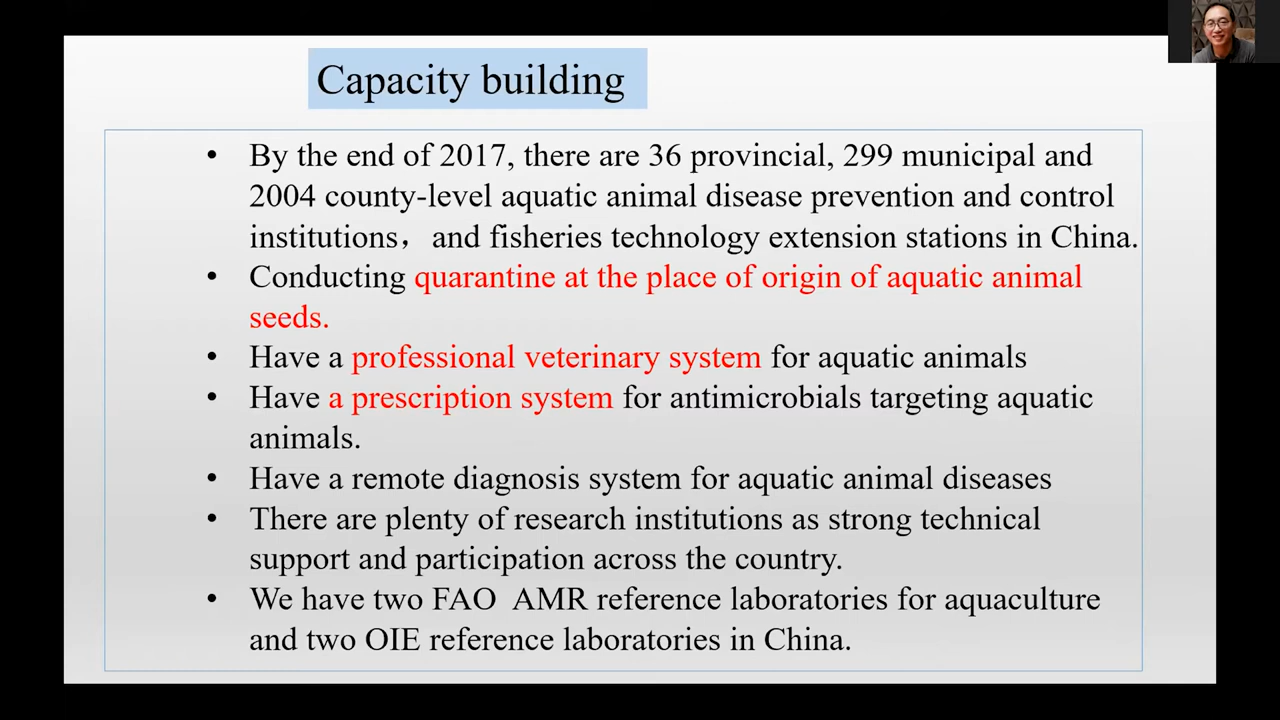 Capacity building
• By the end of 2017, there are 36 provincial, 299 municipal and
2004 county-level aquatic animal disease prevention and control
institutions， and fisheries technology extension stations in China.
• Conducting quarantine at the place of origin of aquatic animal
seeds.
• Have a professional veterinary system for aquatic animals
• Have a prescription system for antimicrobials targeting aquatic
animals.
• Have a remote diagnosis system for aquatic animal diseases
• There are plenty of research institutions as strong technical
support and participation across the country.
• We have two FAO  AMR reference laboratories for aquaculture
and two OIE reference laboratories in China.